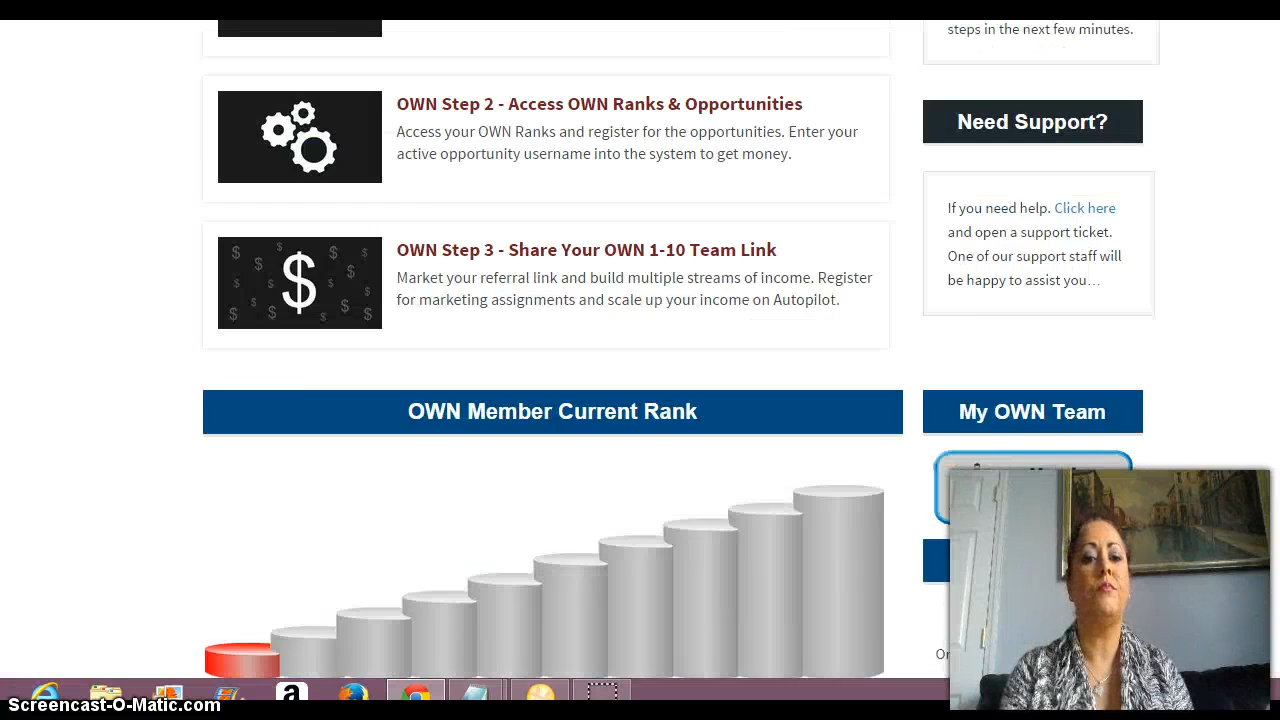 steps in the next few minutes.
OWN Step 2 - Access OWN Ranks & Opportunities
Access your OWN Ranks and register for the opportunities. Enter your
active opportunity username into the system to get money.
Need Support?
If you need help. Click here
and open a support ticket.
One of our support staff will
be happy to assist you…
OWN Step 3 - Share Your OWN 1-10 Team Link
Market your referral link and build multiple streams of income. Register
for marketing assignments and scale up your income on Autopilot.
OWN Member Current Rank
My OWN Team
Screencast-O-Matic.com